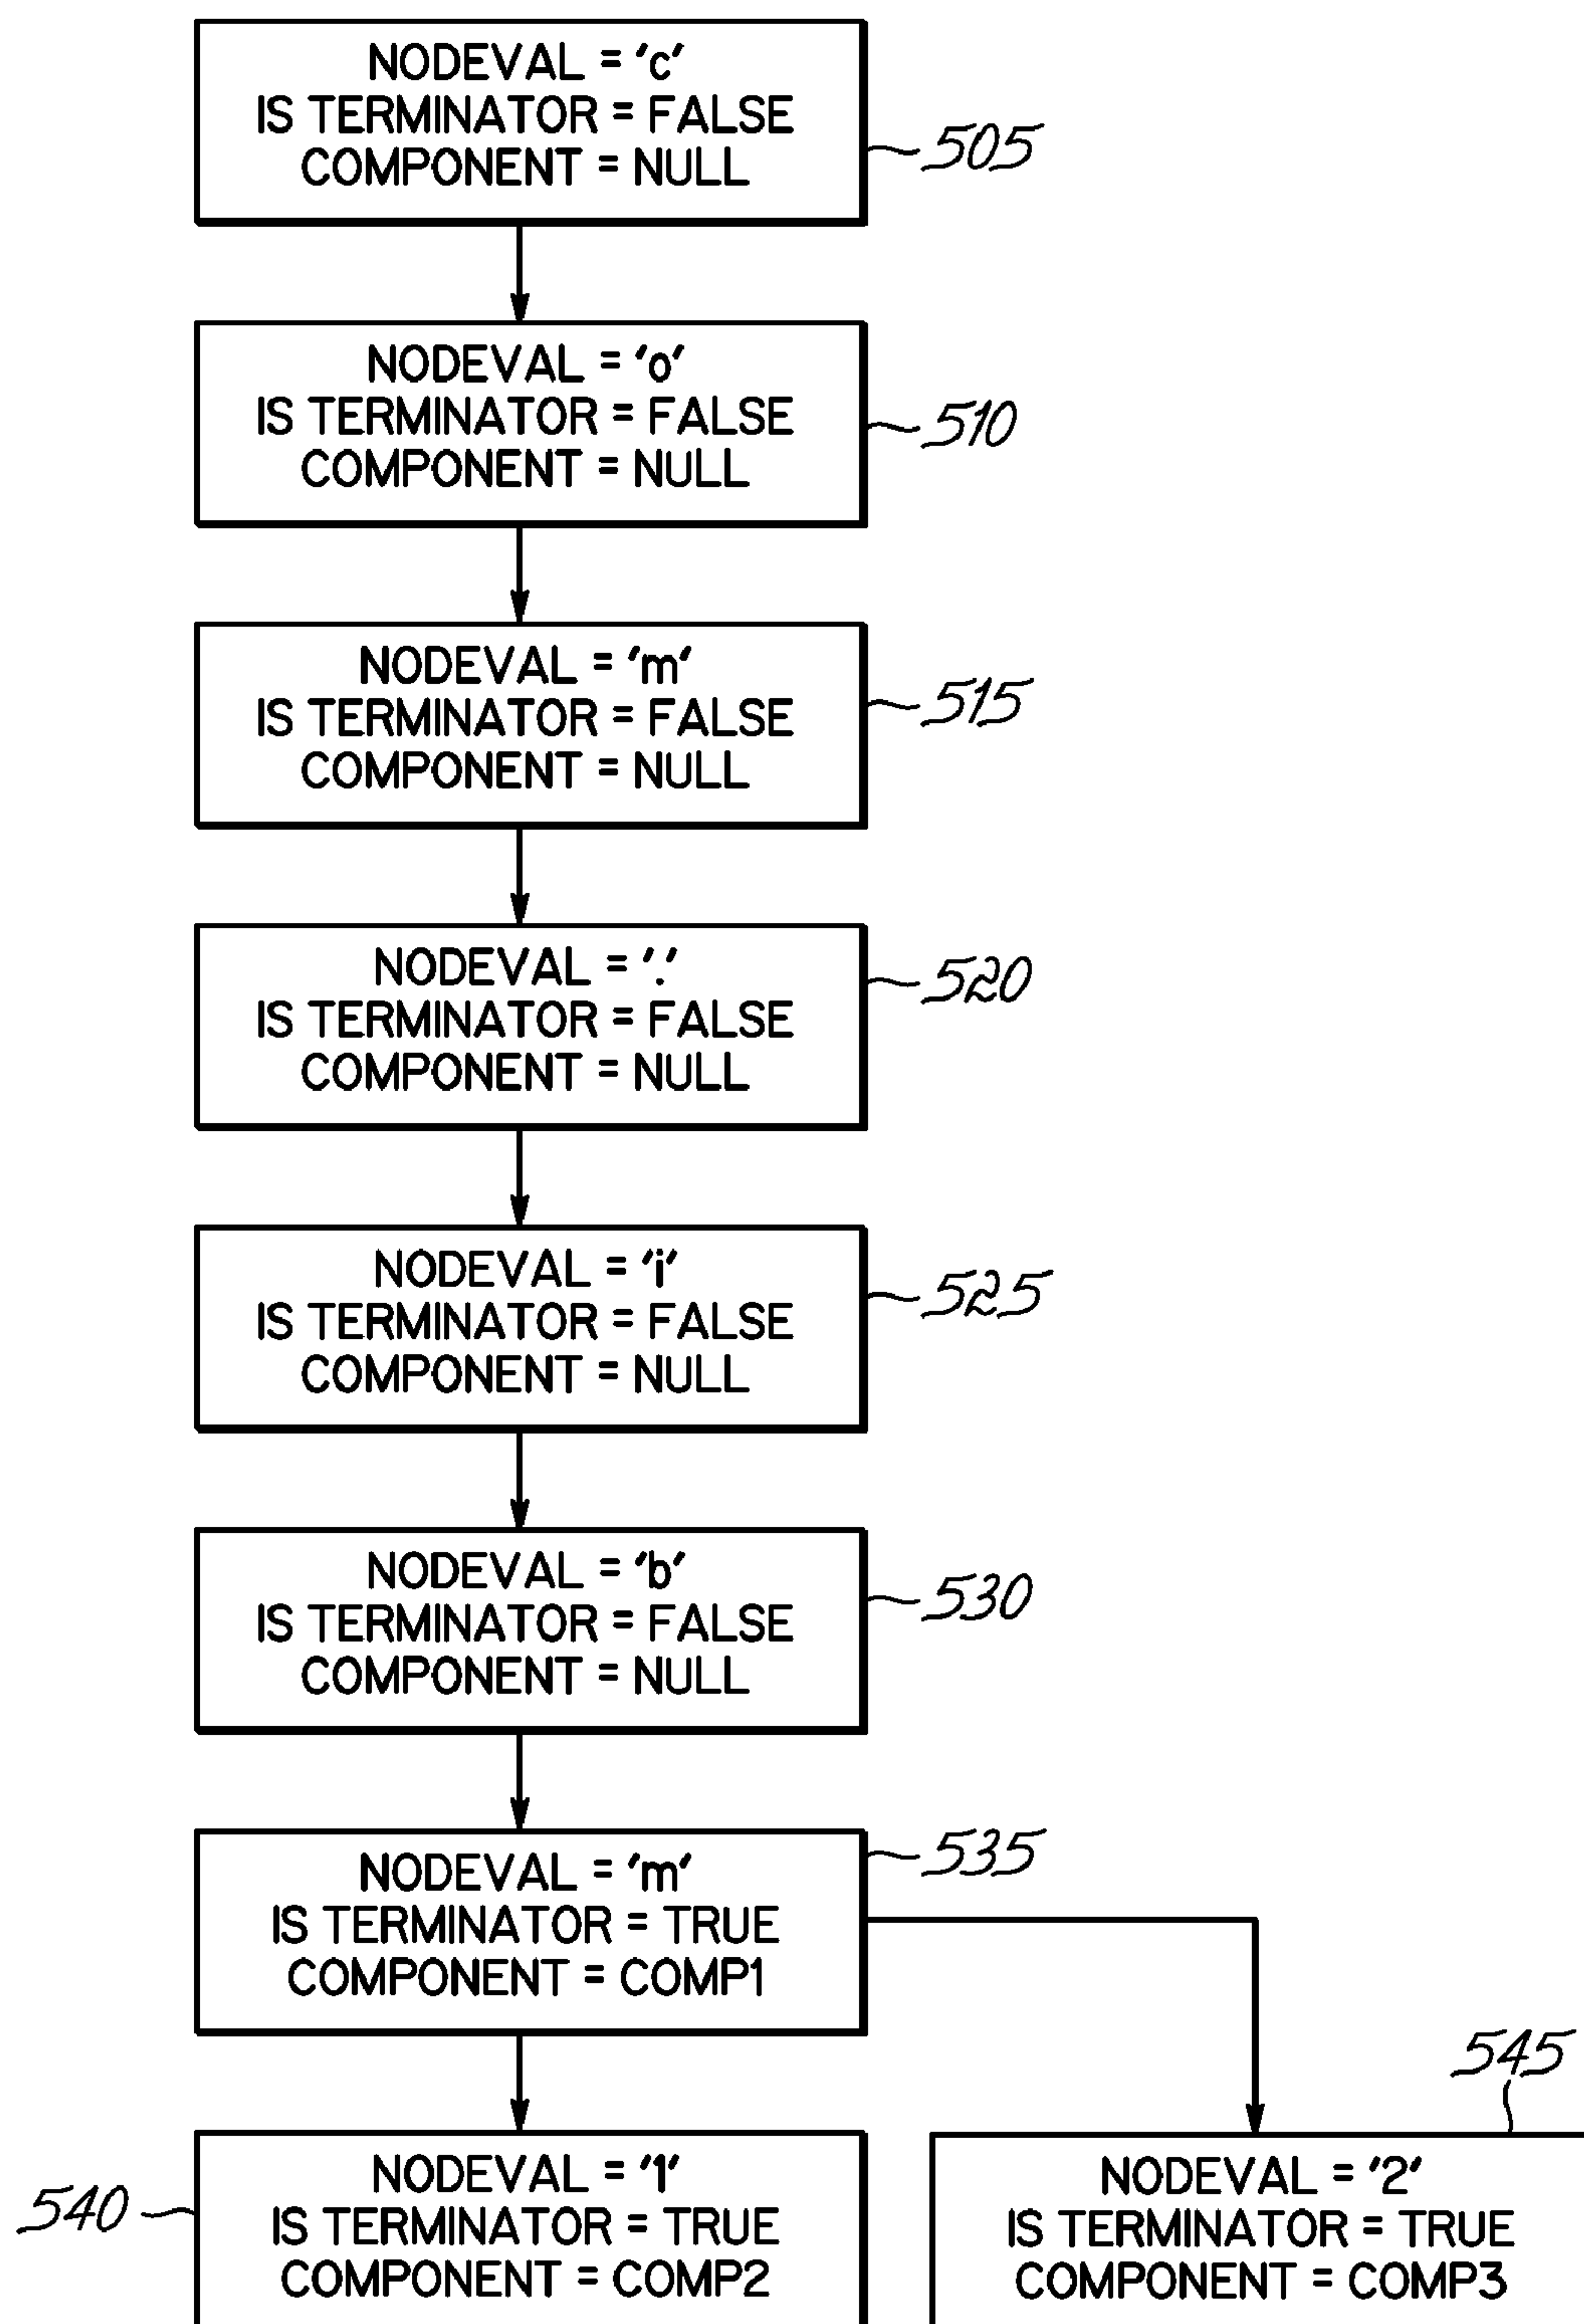 NODEVAL = 'c'
IS TERMINATOR = FALSE
COMPONENT = NULL
505
NODEVAL = 'o'
IS TERMINATOR = FALSE
COMPONENT = NULL
510
NODEVAL = 'm'
IS TERMINATOR = FALSE
COMPONENT = NULL
515
NODEVAL = '.'
IS TERMINATOR = FALSE
COMPONENT = NULL
520
NODEVAL = 'i'
IS TERMINATOR = FALSE
COMPONENT = NULL
525
NODEVAL = 'b'
IS TERMINATOR = FALSE
COMPONENT = NULL
530
NODEVAL = 'm'
IS TERMINATOR = TRUE
COMPONENT = COMP1
535
540
NODEVAL = '1'
IS TERMINATOR = TRUE
COMPONENT = COMP2
545
NODEVAL = '2'
IS TERMINATOR = TRUE
COMPONENT = COMP3